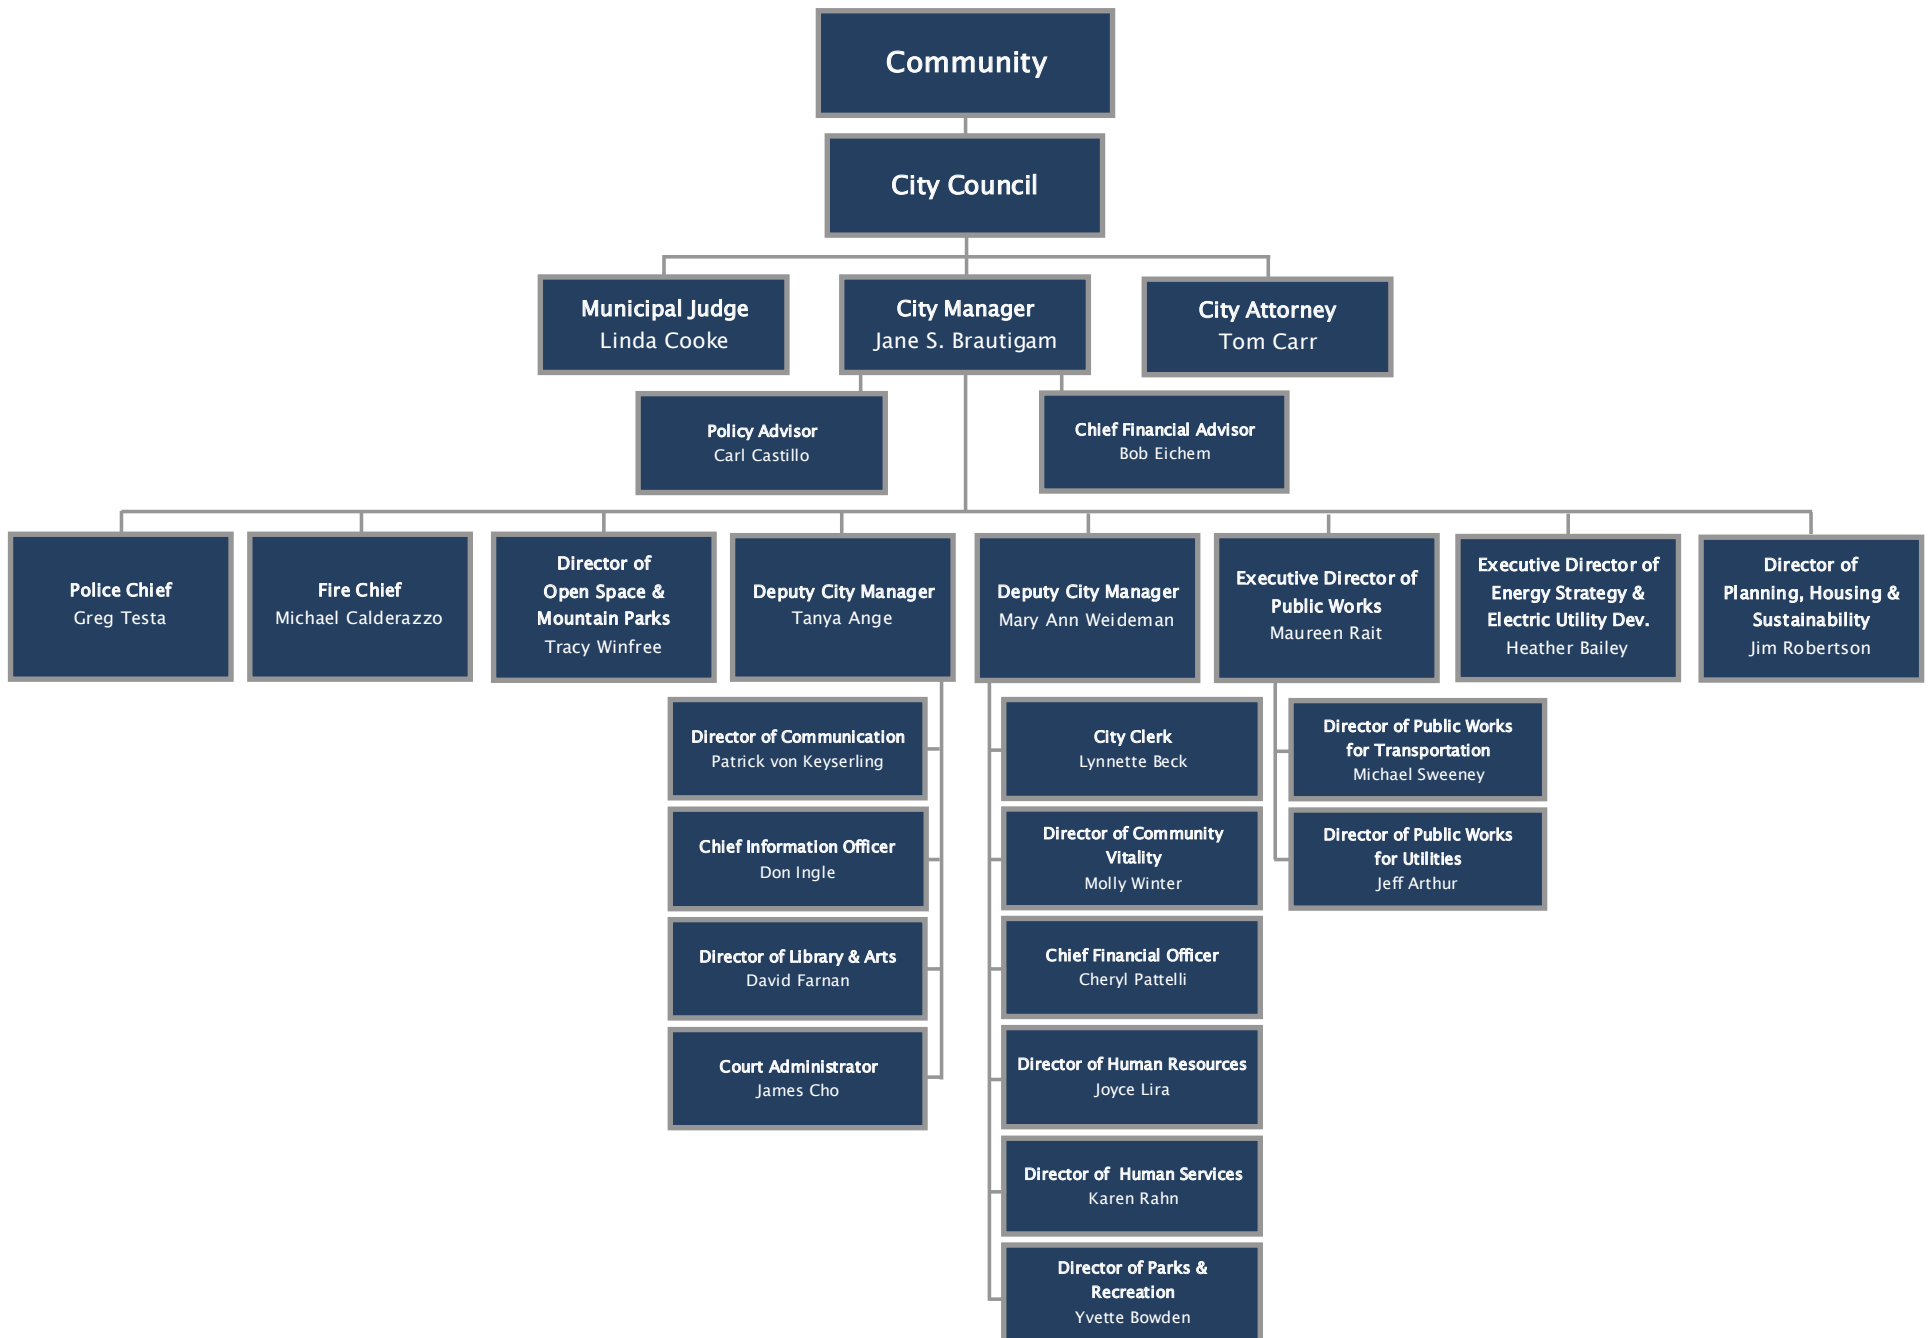 Community
City Council
Municipal Judge
Linda Cooke
City Manager
Jane S. Brautigam
City Attorney
Tom Carr
Policy Advisor
Carl Castillo
Chief Financial Advisor
Bob Eichem
Police Chief
Greg Testa
Fire Chief
Michael Calderazzo
Director of
Open Space &
Mountain Parks
Tracy Winfree
Deputy City Manager
Tanya Ange
Deputy City Manager
Mary Ann Weideman
Executive Director of
Public Works
Maureen Rait
Executive Director of
Energy Strategy &
Electric Utility Dev.
Heather Bailey
Director of
Planning, Housing &
Sustainability
Jim Robertson
Director of Communication
Patrick von Keyserling
Chief Information Officer
Don Ingle
Director of Library & Arts
David Farnan
Court Administrator
James Cho
City Clerk
Lynnette Beck
Director of Community
Vitality
Molly Winter
Chief Financial Officer
Cheryl Pattelli
Director of Human Resources
Joyce Lira
Director of Human Services
Karen Rahn
Director of Parks &
Recreation
Yvette Bowden
Director of Public Works
for Transportation
Michael Sweeney
Director of Public Works
for Utilities
Jeff Arthur